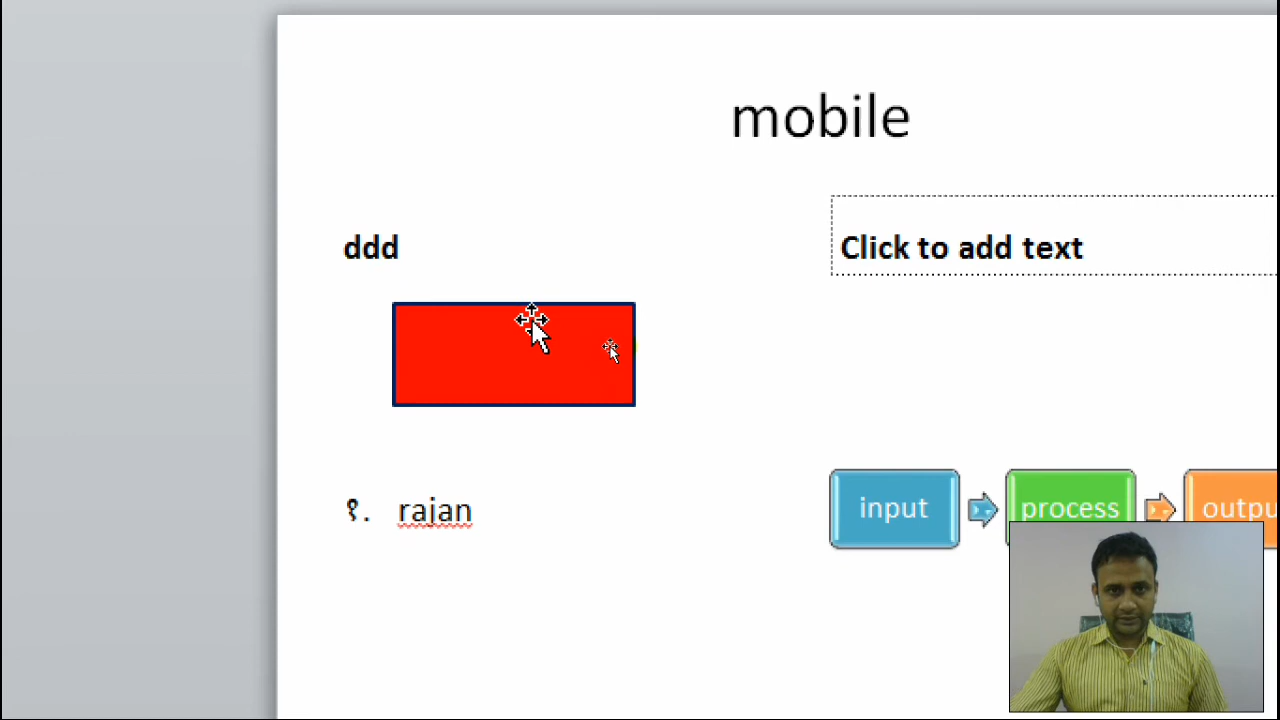 mobile
ddd
Click to add text
१. rajan
input
process
outpu